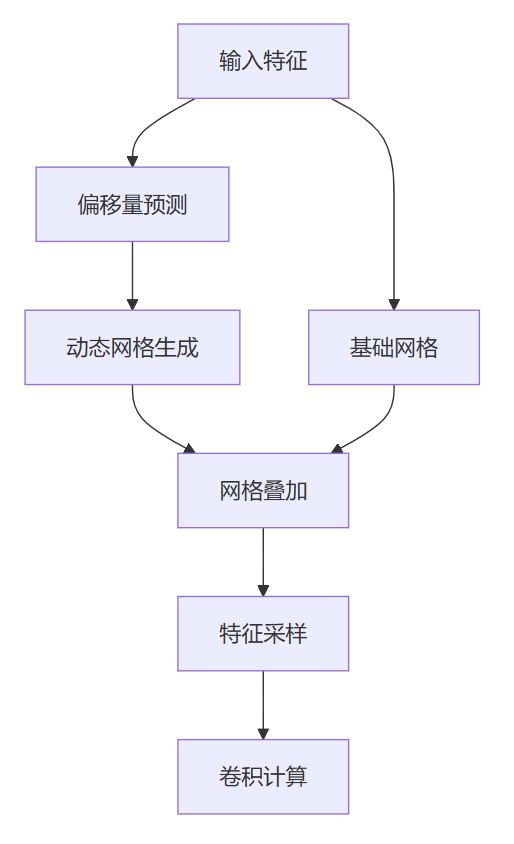 输入特征
偏移量预测
动态网格生成
基础网格
网格叠加
特征采样
卷积计算